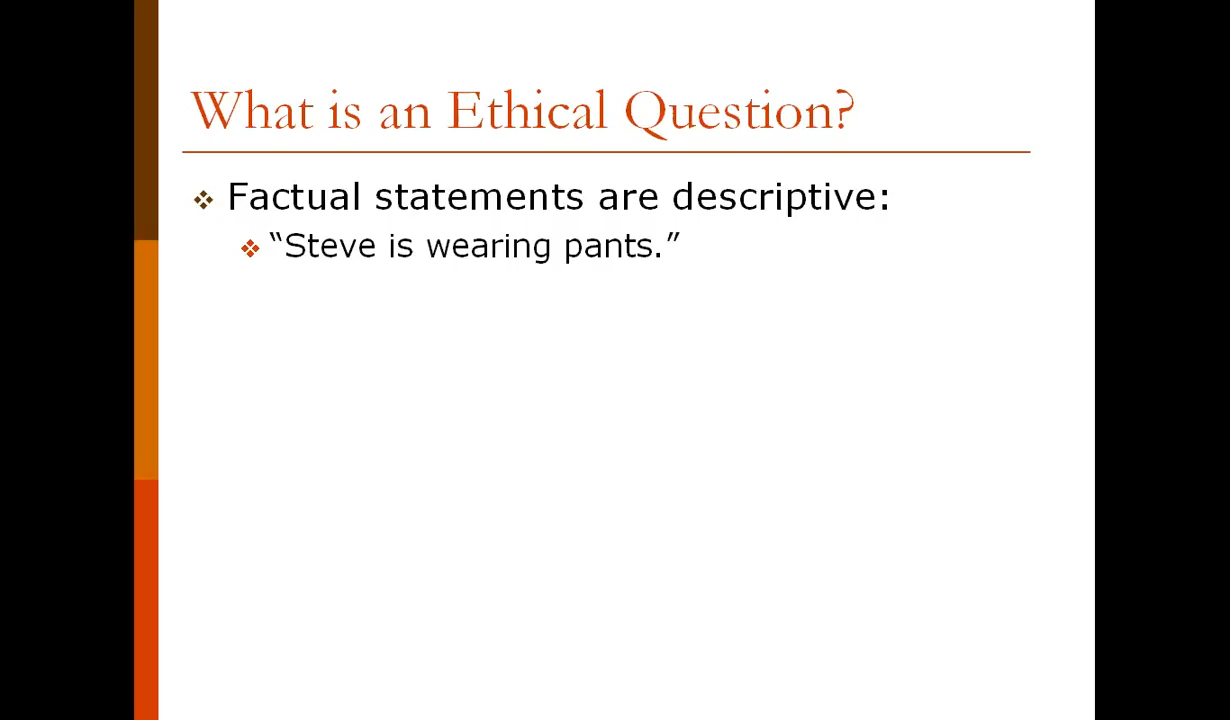 What is an Ethical Question?
Factual statements are descriptive:
“Steve is wearing pants.”